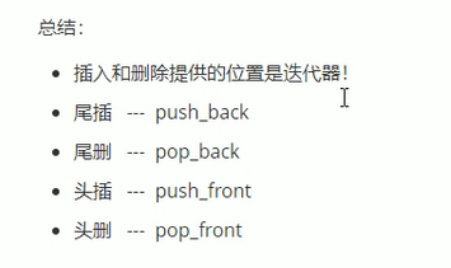 总结：
• 插入和删除提供的位置是迭代器！
• 尾插 --- push_back
• 尾删 --- pop_back
• 头插 --- push_front
• 头删 --- pop_front